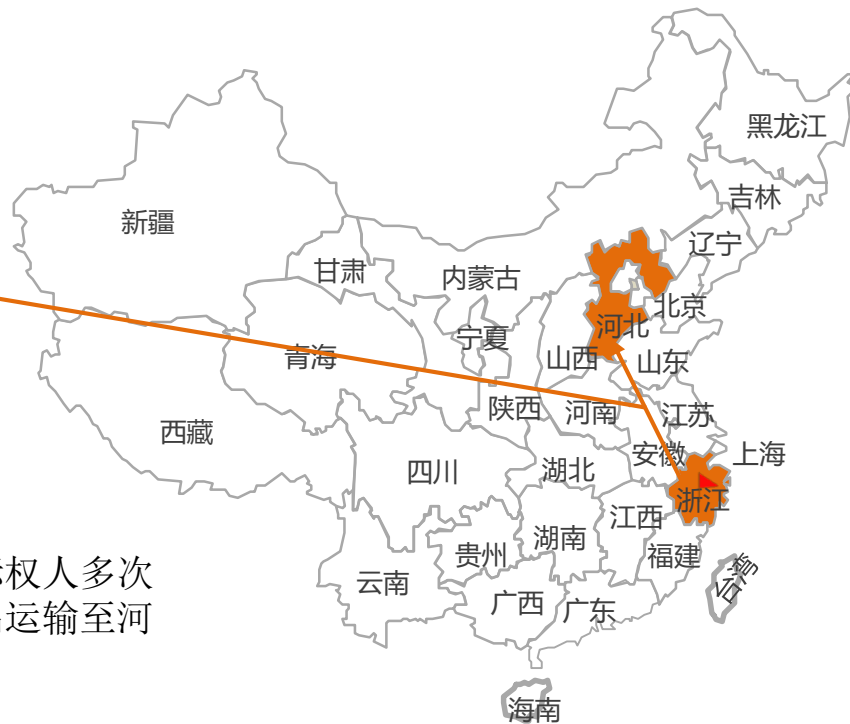 黑龙江
吉林
新疆
辽宁
甘肃
内蒙古
北京
河北
宁夏
青海
山西
山东
陕西
河南
江苏
西藏
安徽
上海
四川
湖北
浙江
江西
湖南
贵州
福建
云南
台湾
广西
广东
权人多次
运输至河
海南